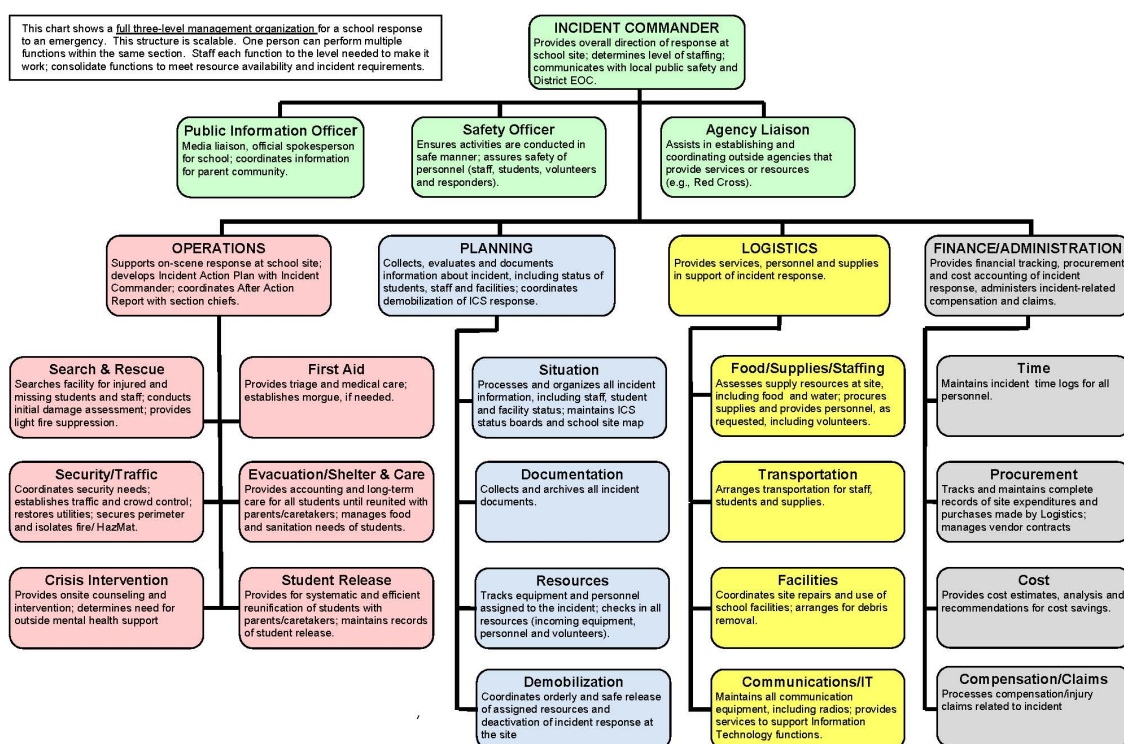 This chart shows a full three-level management organization for a school response
to an emergency. This structure is scalable. One person can perform multiple
functions within the same section. Staff each function to the level needed to make it
work; consolidate functions to meet resource availability and incident requirements.
INCIDENT COMMANDER
Provides overall direction of response at
school site; determines level of staffing;
communicates with local public safety and
District EOC.
Public Information Officer
Media liaison, official spokesperson
for school; coordinates information
for parent community.
Safety Officer
Ensures activities are conducted in
safe manner; assures safety of
personnel (staff, students, volunteers
and responders).
Agency Liaison
Assists in establishing and
coordinating outside agencies that
provide services or resources
(e.g., Red Cross).
OPERATIONS
Supports on-scene response at school site;
develops Incident Action Plan with Incident
Commander; coordinates After Action
Report with section chiefs.
PLANNING
Collects, evaluates and documents
information about incident, including status of
students, staff and facilities; coordinates
demobilization of ICS response.
LOGISTICS
Provides services, personnel and supplies
in support of incident response.
FINANCE/ADMINISTRATION
Provides financial tracking, procurement
and cost accounting of incident
response, administers incident-related
compensation and claims.
Search & Rescue
Searches facility for injured and
missing students and staff; conducts
initial damage assessment; provides
light fire suppression.
First Aid
Provides triage and medical care;
establishes morgue, if needed.
Situation
Processes and organizes all incident
information, including staff, student
and facility status; maintains ICS
status boards and school site map
Food/Supplies/Staffing
Assesses supply resources at site,
including food and water; procures
supplies and provides personnel, as
requested, including volunteers.
Time
Maintains incident time logs for all
personnel.
Security/Traffic
Coordinates security needs;
establishes traffic and crowd control;
restores utilities; secures perimeter
and isolates fire/ HazMat.
Evacuation/Shelter & Care
Provides accounting and long-term
care for all students until reunited with
parents/caretakers; manages food
and sanitation needs of students.
Documentation
Collects and archives all incident
documents.
Transportation
Arranges transportation for staff,
students and supplies.
Procurement
Tracks and maintains complete
records of site expenditures and
purchases made by Logistics;
manages vendor contracts
Crisis Intervention
Provides onsite counseling and
intervention; determines need for
outside mental health support
Student Release
Provides for systematic and efficient
reunification of students with
parents/caretakers; maintains records
of student release.
Resources
Tracks equipment and personnel
assigned to the incident; checks in all
resources (incoming equipment,
personnel and volunteers).
Facilities
Coordinates site repairs and use of
school facilities; arranges for debris
removal.
Cost
Provides cost estimates, analysis and
recommendations for cost savings.
Demobilization
Coordinates orderly and safe release
of assigned resources and
deactivation of incident response at
the site
Communications/IT
Maintains all communication
equipment, including radios; provides
services to support Information
Technology functions.
Compensation/Claims
Processes compensation/injury
claims related to incident